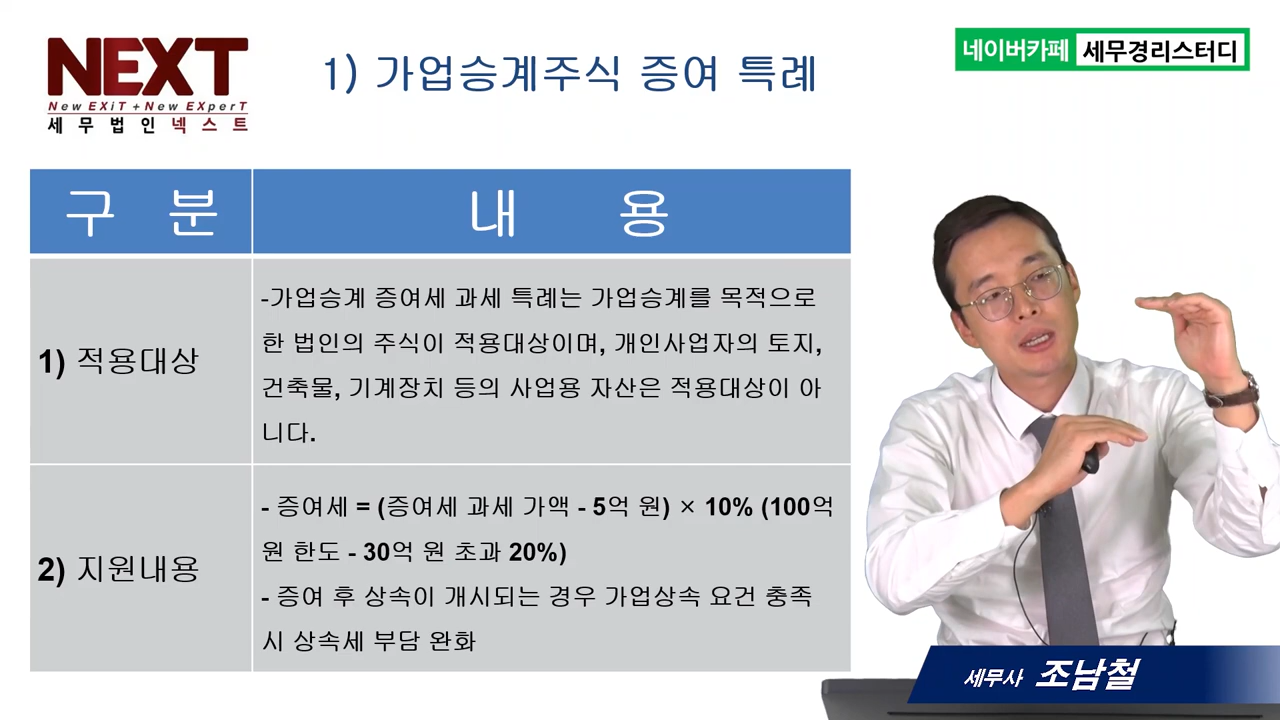 NEXT
New EXiT + New EXperT
세무법인넥스트
1) 가업승계주식 증여 특례
네이버카페 세무경리스터디
구 분
내 용
1) 적용대상
-가업승계 증여세 과세 특례는 가업승계를 목적으로
한 법인의 주식이 적용대상이며, 개인사업자의 토지,
건축물, 기계장치 등의 사업용 자산은 적용대상이 아
니다.
2) 지원내용
- 증여세 = (증여세 과세 가액 - 5억 원) × 10% (100억
원 한도 - 30억 원 초과 20%)
- 증여 후 상속이 개시되는 경우 가업상속 요건 충족
시 상속세 부담 완화
세무사 조남철